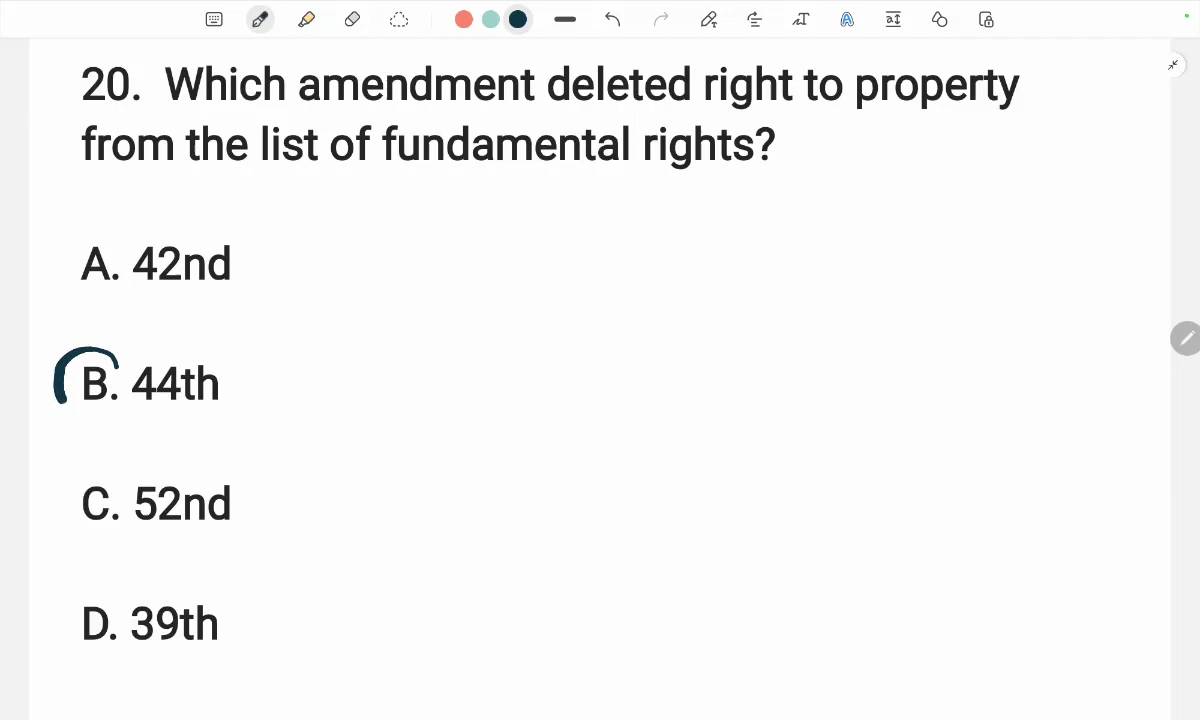 20. Which amendment deleted right to property
from the list of fundamental rights?
A. 42nd
B. 44th
C. 52nd
D. 39th